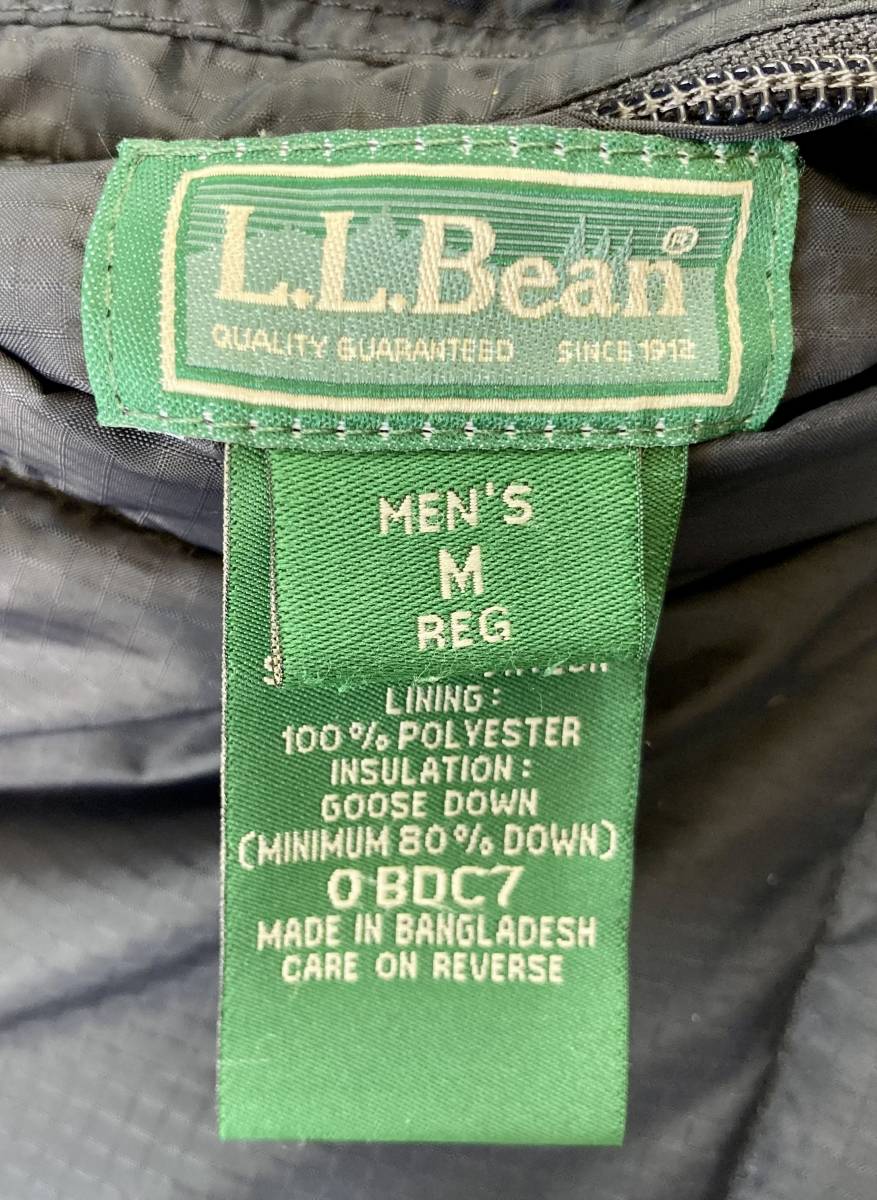 L.L.Bean®
QUALITY GUARANTEED SINCE 1912
MEN'S
M
REG
LINING:
100% POLYESTER
INSULATION:
GOOSE DOWN
(MINIMUM 80% DOWN)
0BDC7
MADE IN BANGLADESH
CARE ON REVERSE